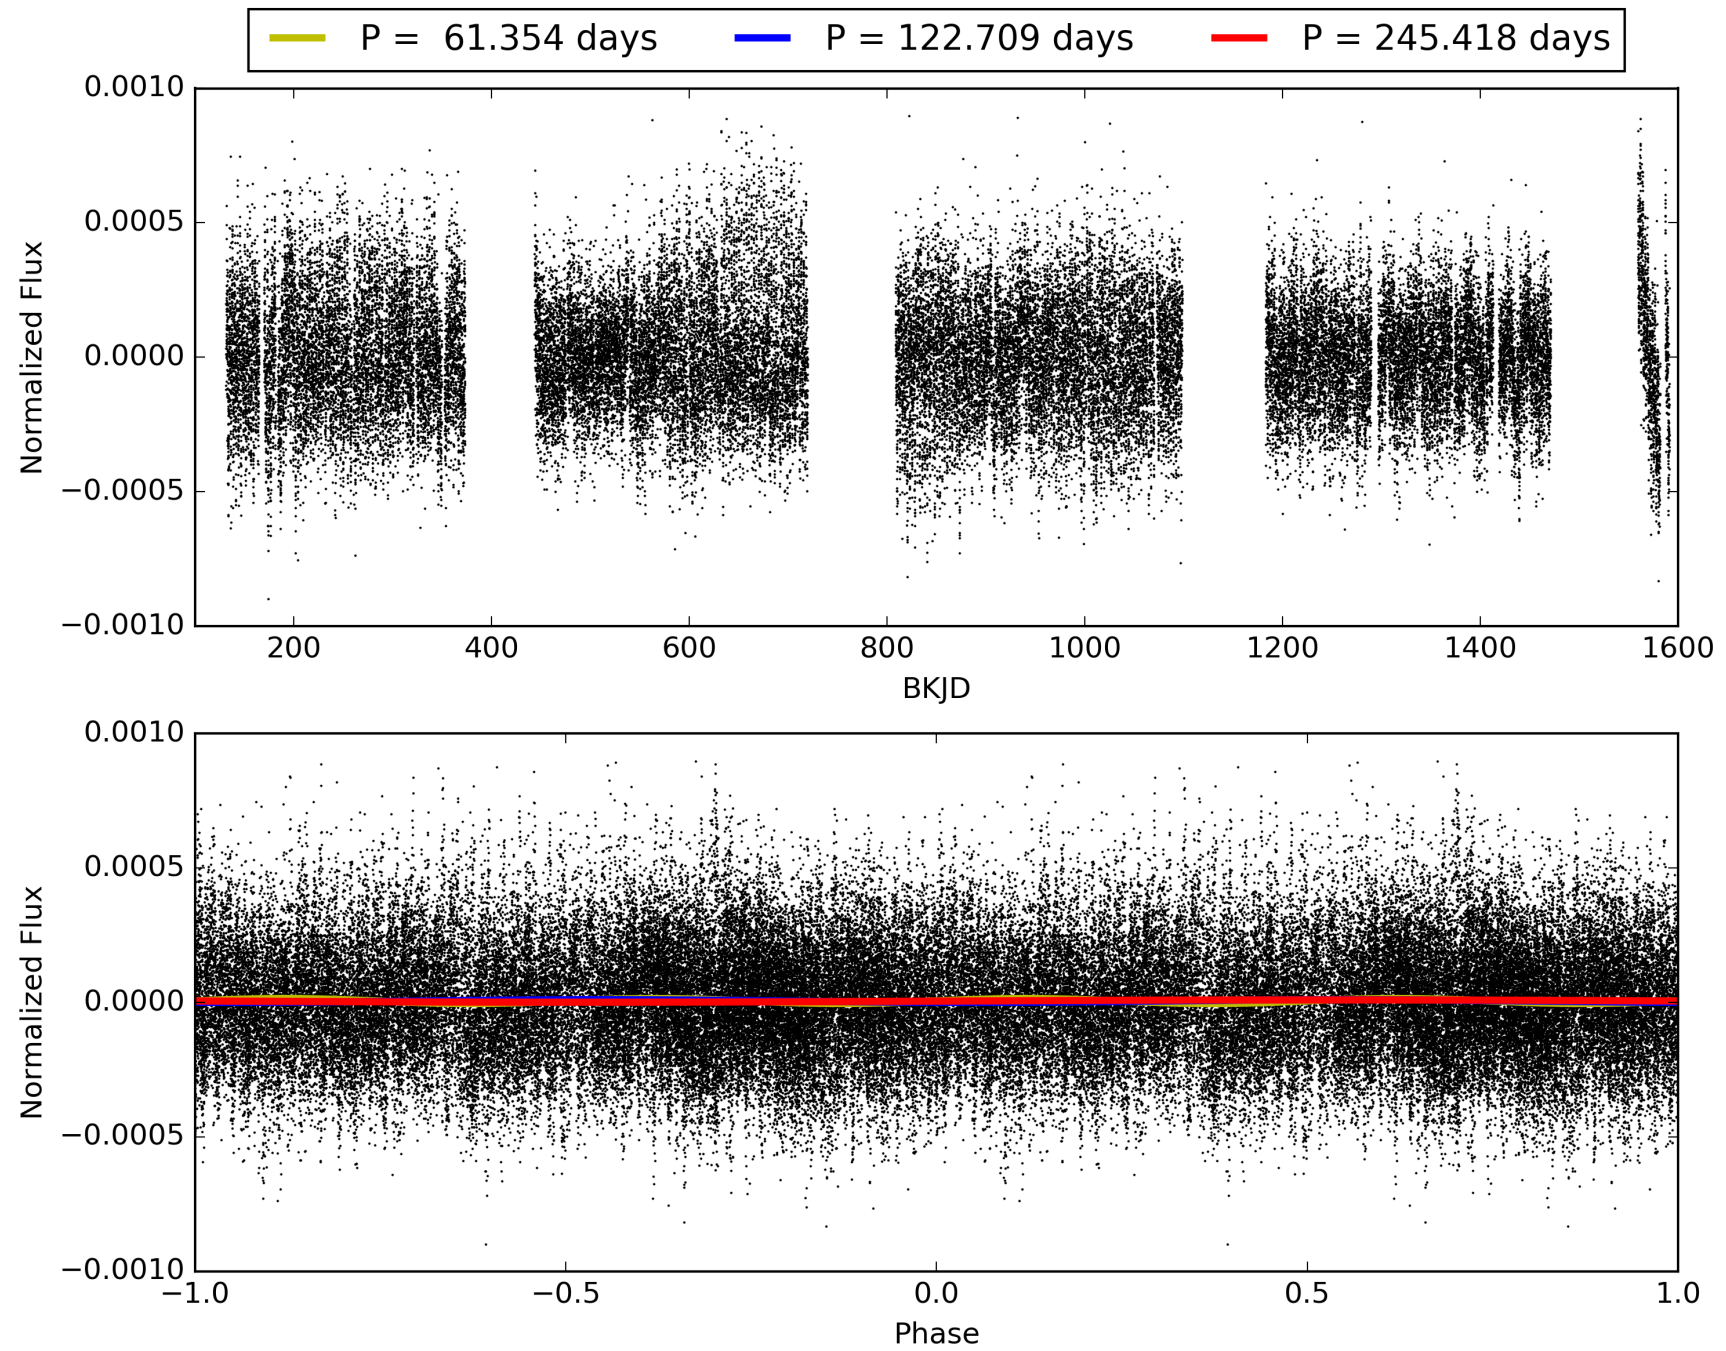 P = 61.354 days P = 122.709 days P = 245.418 days
0.0010
0.0005
0.0000
−0.0005
−0.0010
Normalized Flux
200 400 600 800 1000 1200 1400 1600
BKJD
0.0010
0.0005
0.0000
−0.0005
−0.0010
Normalized Flux
−1.0 −0.5 0.0 0.5 1.0
Phase